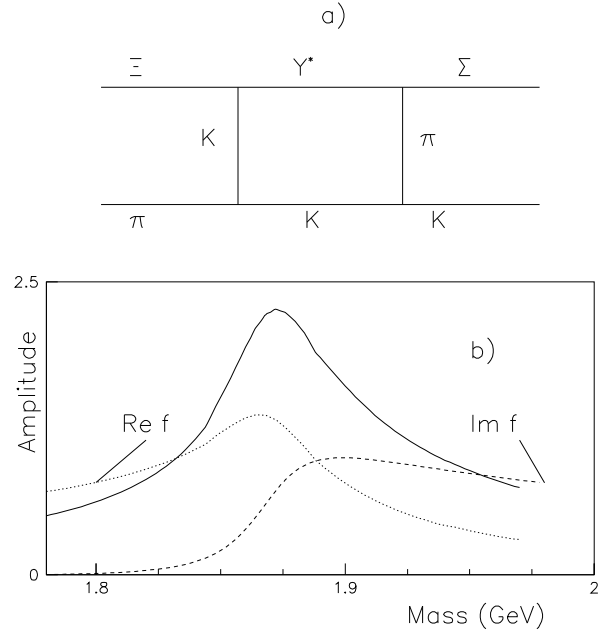 a)
Ξ Y* Σ
K π
π K K
2.5
b)
Amplitude
Re f Im f
0
1.8 1.9 2
Mass (GeV)